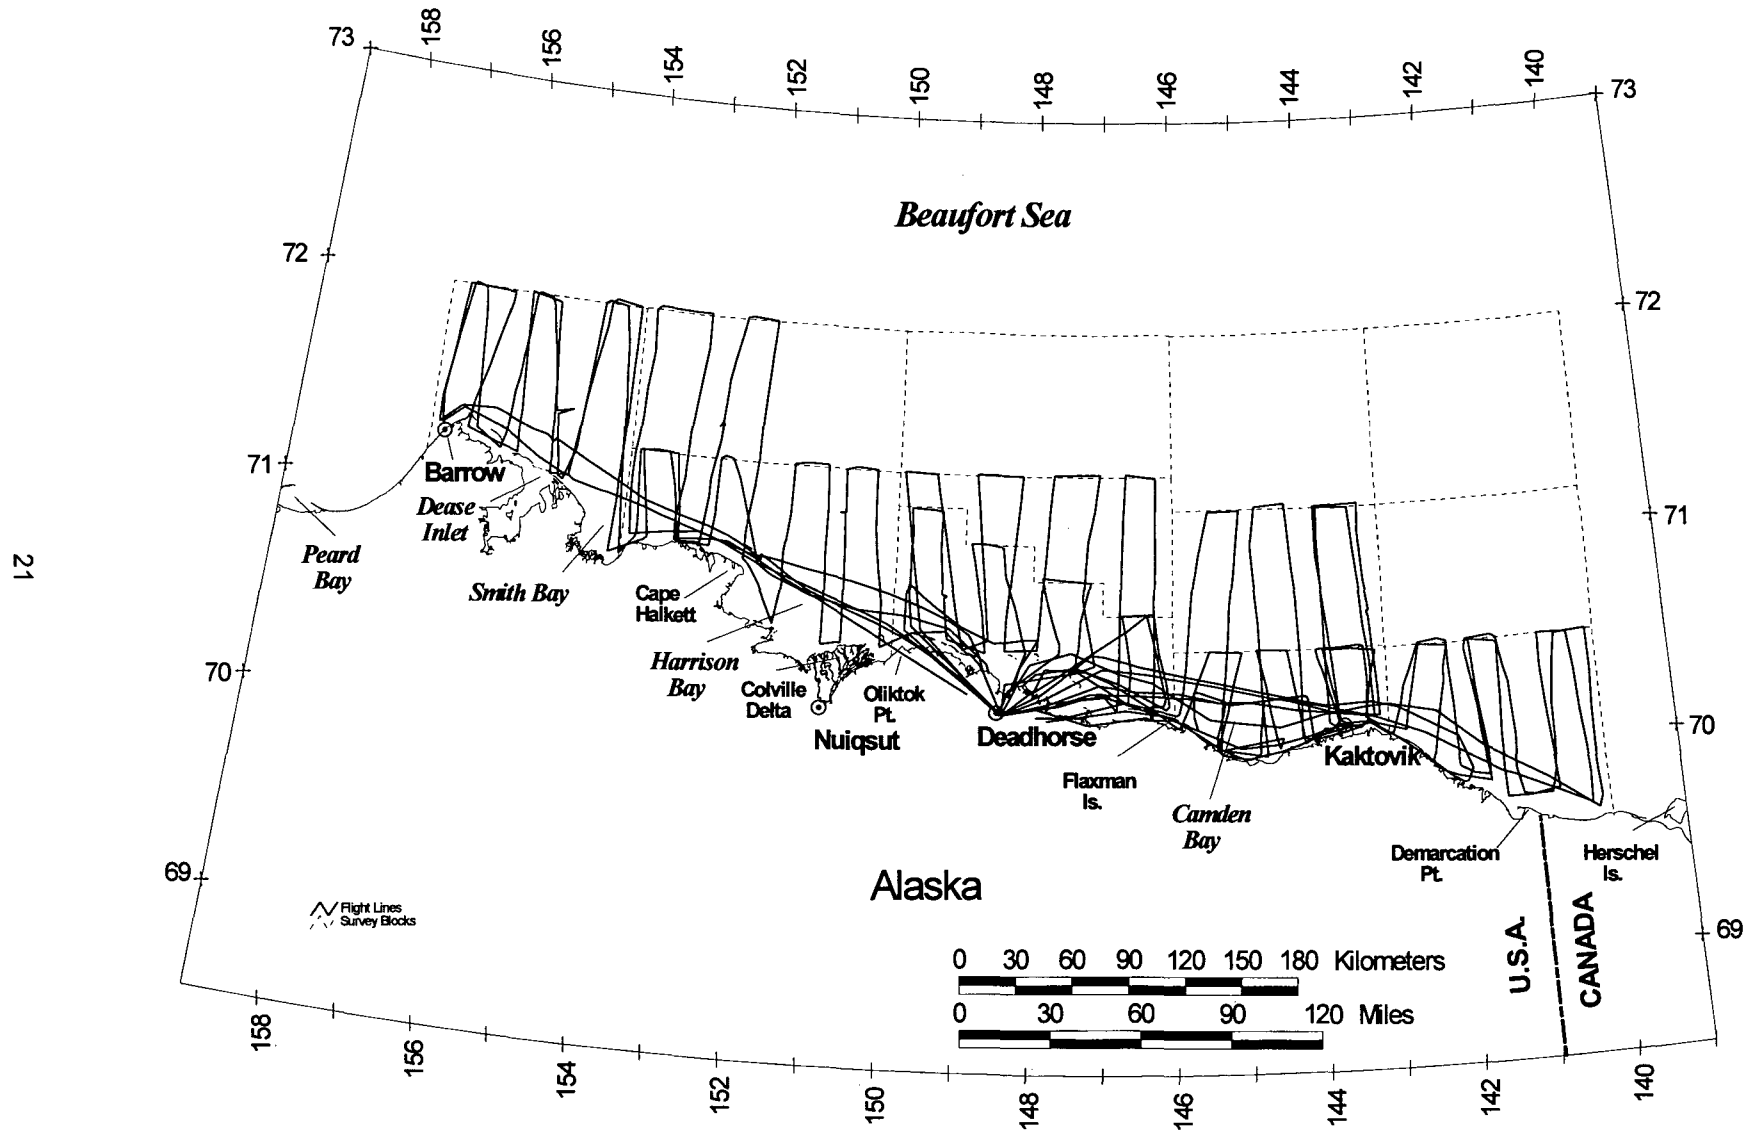 158
156
154
152
150
148
146
144
142
140
73
73
Beaufort Sea
72
72
71
71
Barrow
Dease
Inlet
Peard
Bay
Smith Bay
Cape
Halkett
21
Harrison
Bay
Colville
Delta
Oliktok
Pt.
70
70
Nuiqsut
Deadhorse
Kaktovik
Flaxman
Is.
Camden
Bay
Demarcation
Pt.
Herschel
Is.
69
69
Alaska
Flight Lines
Survey Blocks
U.S.A.
CANADA
0 30 60 90 120 150 180 Kilometers
0 30 60 90 120 Miles
158
156
154
152
150
148
146
144
142
140